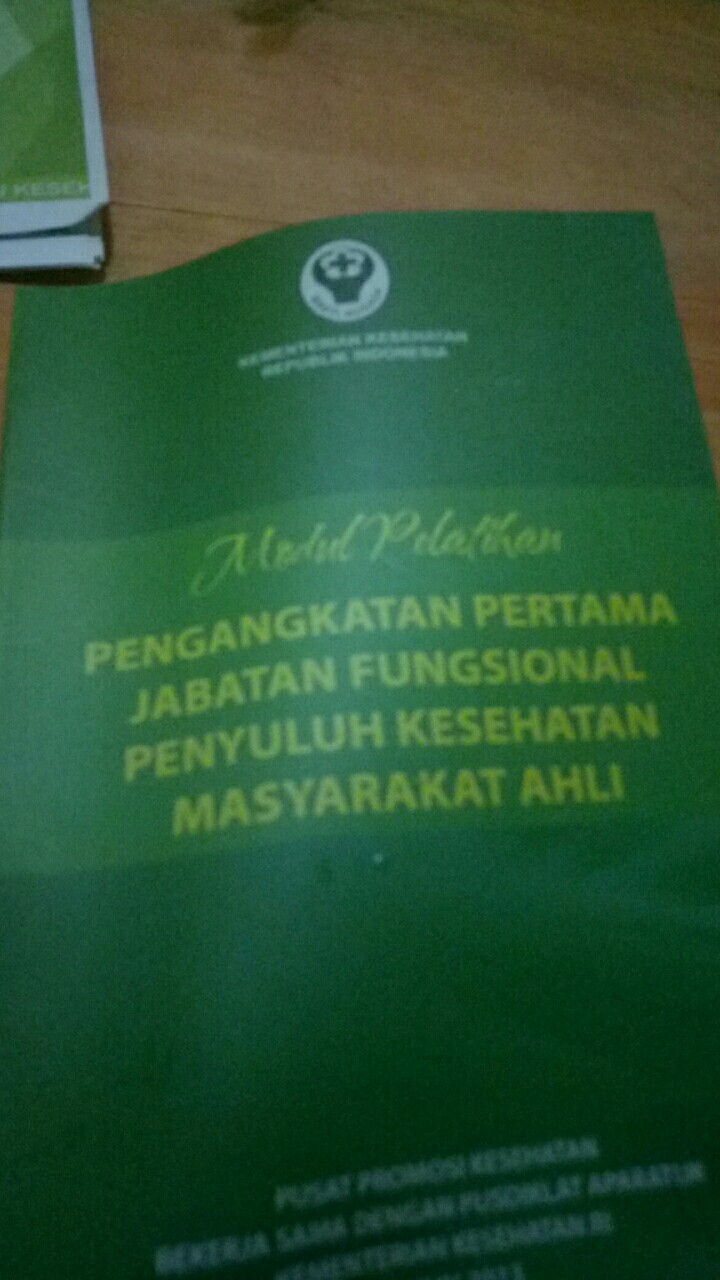 N KESEH
KEMENTERIAN KESEHATAN
REPUBLIK INDONESIA
Modul Pelatihan
PENGANGKATAN PERTAMA
JABATAN FUNGSIONAL
PENYULUH KESEHATAN
MASYARAKAT AHLI
PUSAT PROMOSI KESEHATAN
BEKERJA SAMA DENGAN PUSDIKLAT APARATUR
KEMENTERIAN KESEHATAN RI